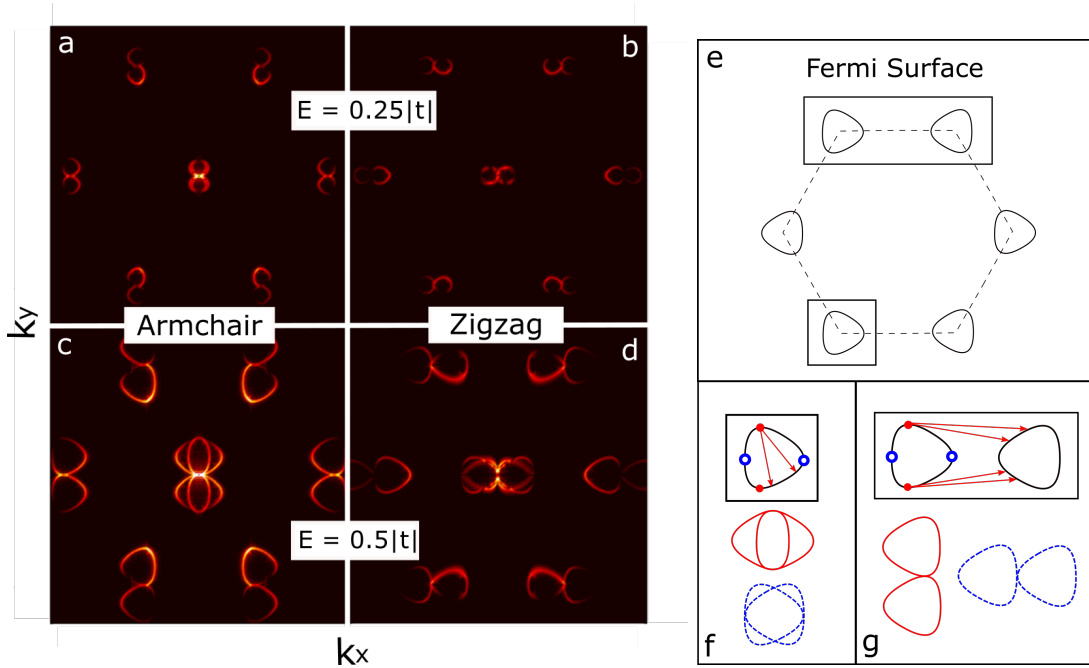 a
b
E = 0.25|t|
Armchair
Zigzag
ky
c
d
E = 0.5|t|
kx
e
Fermi Surface
f
g